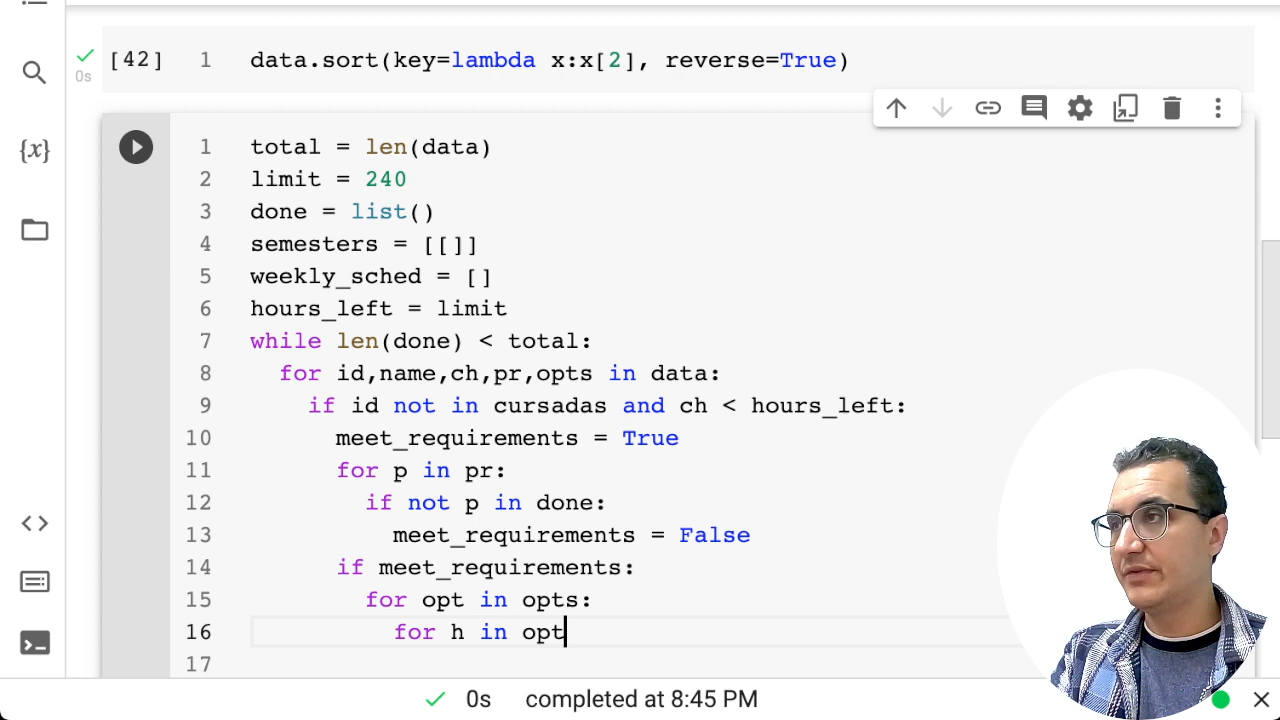 [42] 1 data.sort(key=lambda x:x[2], reverse=True)
0s
{x}
1 total = len(data)
2 limit = 240
3 done = list()
4 semesters = [[]]
5 weekly_sched = []
6 hours_left = limit
7 while len(done) < total:
8 for id,name,ch,pr,opts in data:
9 if id not in cursadas and ch < hours_left:
10 meet_requirements = True
11 for p in pr:
12 if not p in done:
13 meet_requirements = False
14 if meet_requirements:
15 for opt in opts:
16 for h in opt
17
0s completed at 8:45 PM